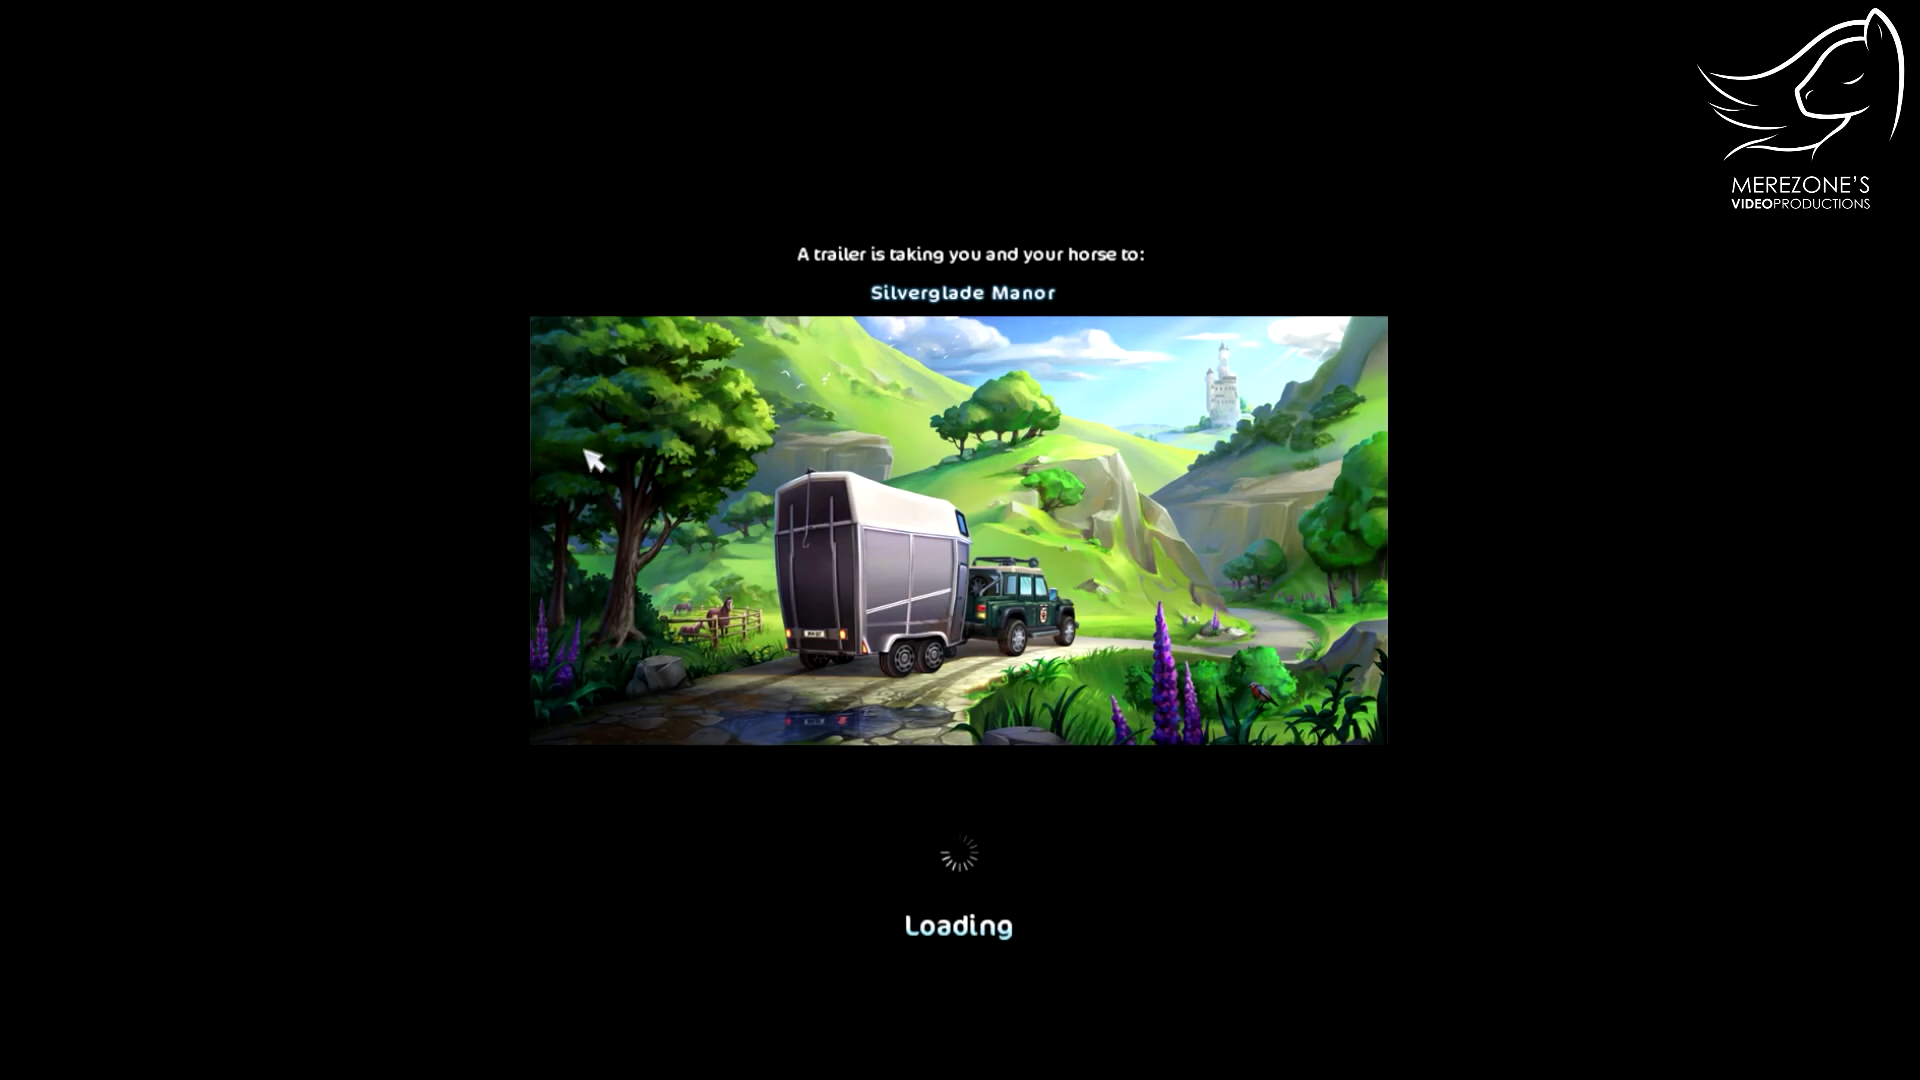 MEREZONE'S
VIDEOPRODUCTIONS
A trailer is taking you and your horse to:
Silverglade Manor
Loading